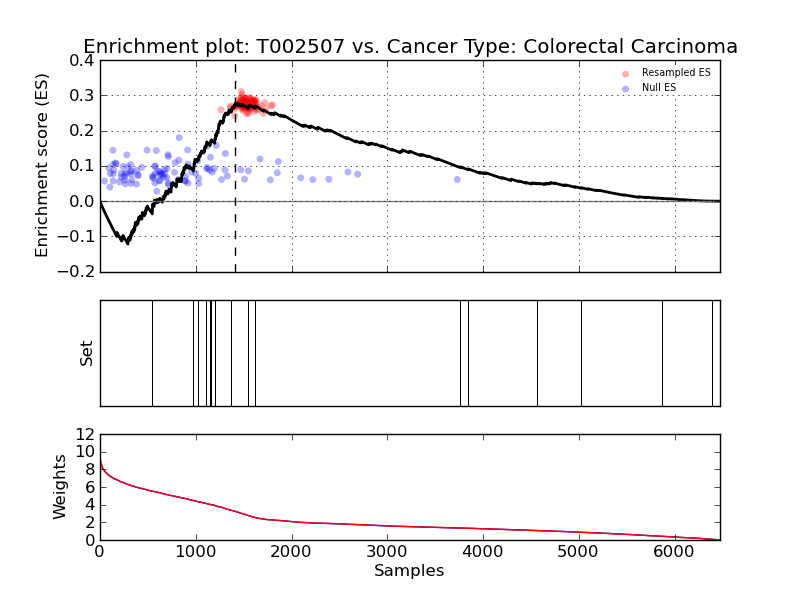 Enrichment plot: T002507 vs. Cancer Type: Colorectal Carcinoma
Enrichment score (ES)
0.4
0.3
0.2
0.1
0.0
−0.1
−0.2
Resampled ES
Null ES
Set
Weights
12
10
8
6
4
2
0
0 1000 2000 3000 4000 5000 6000
Samples